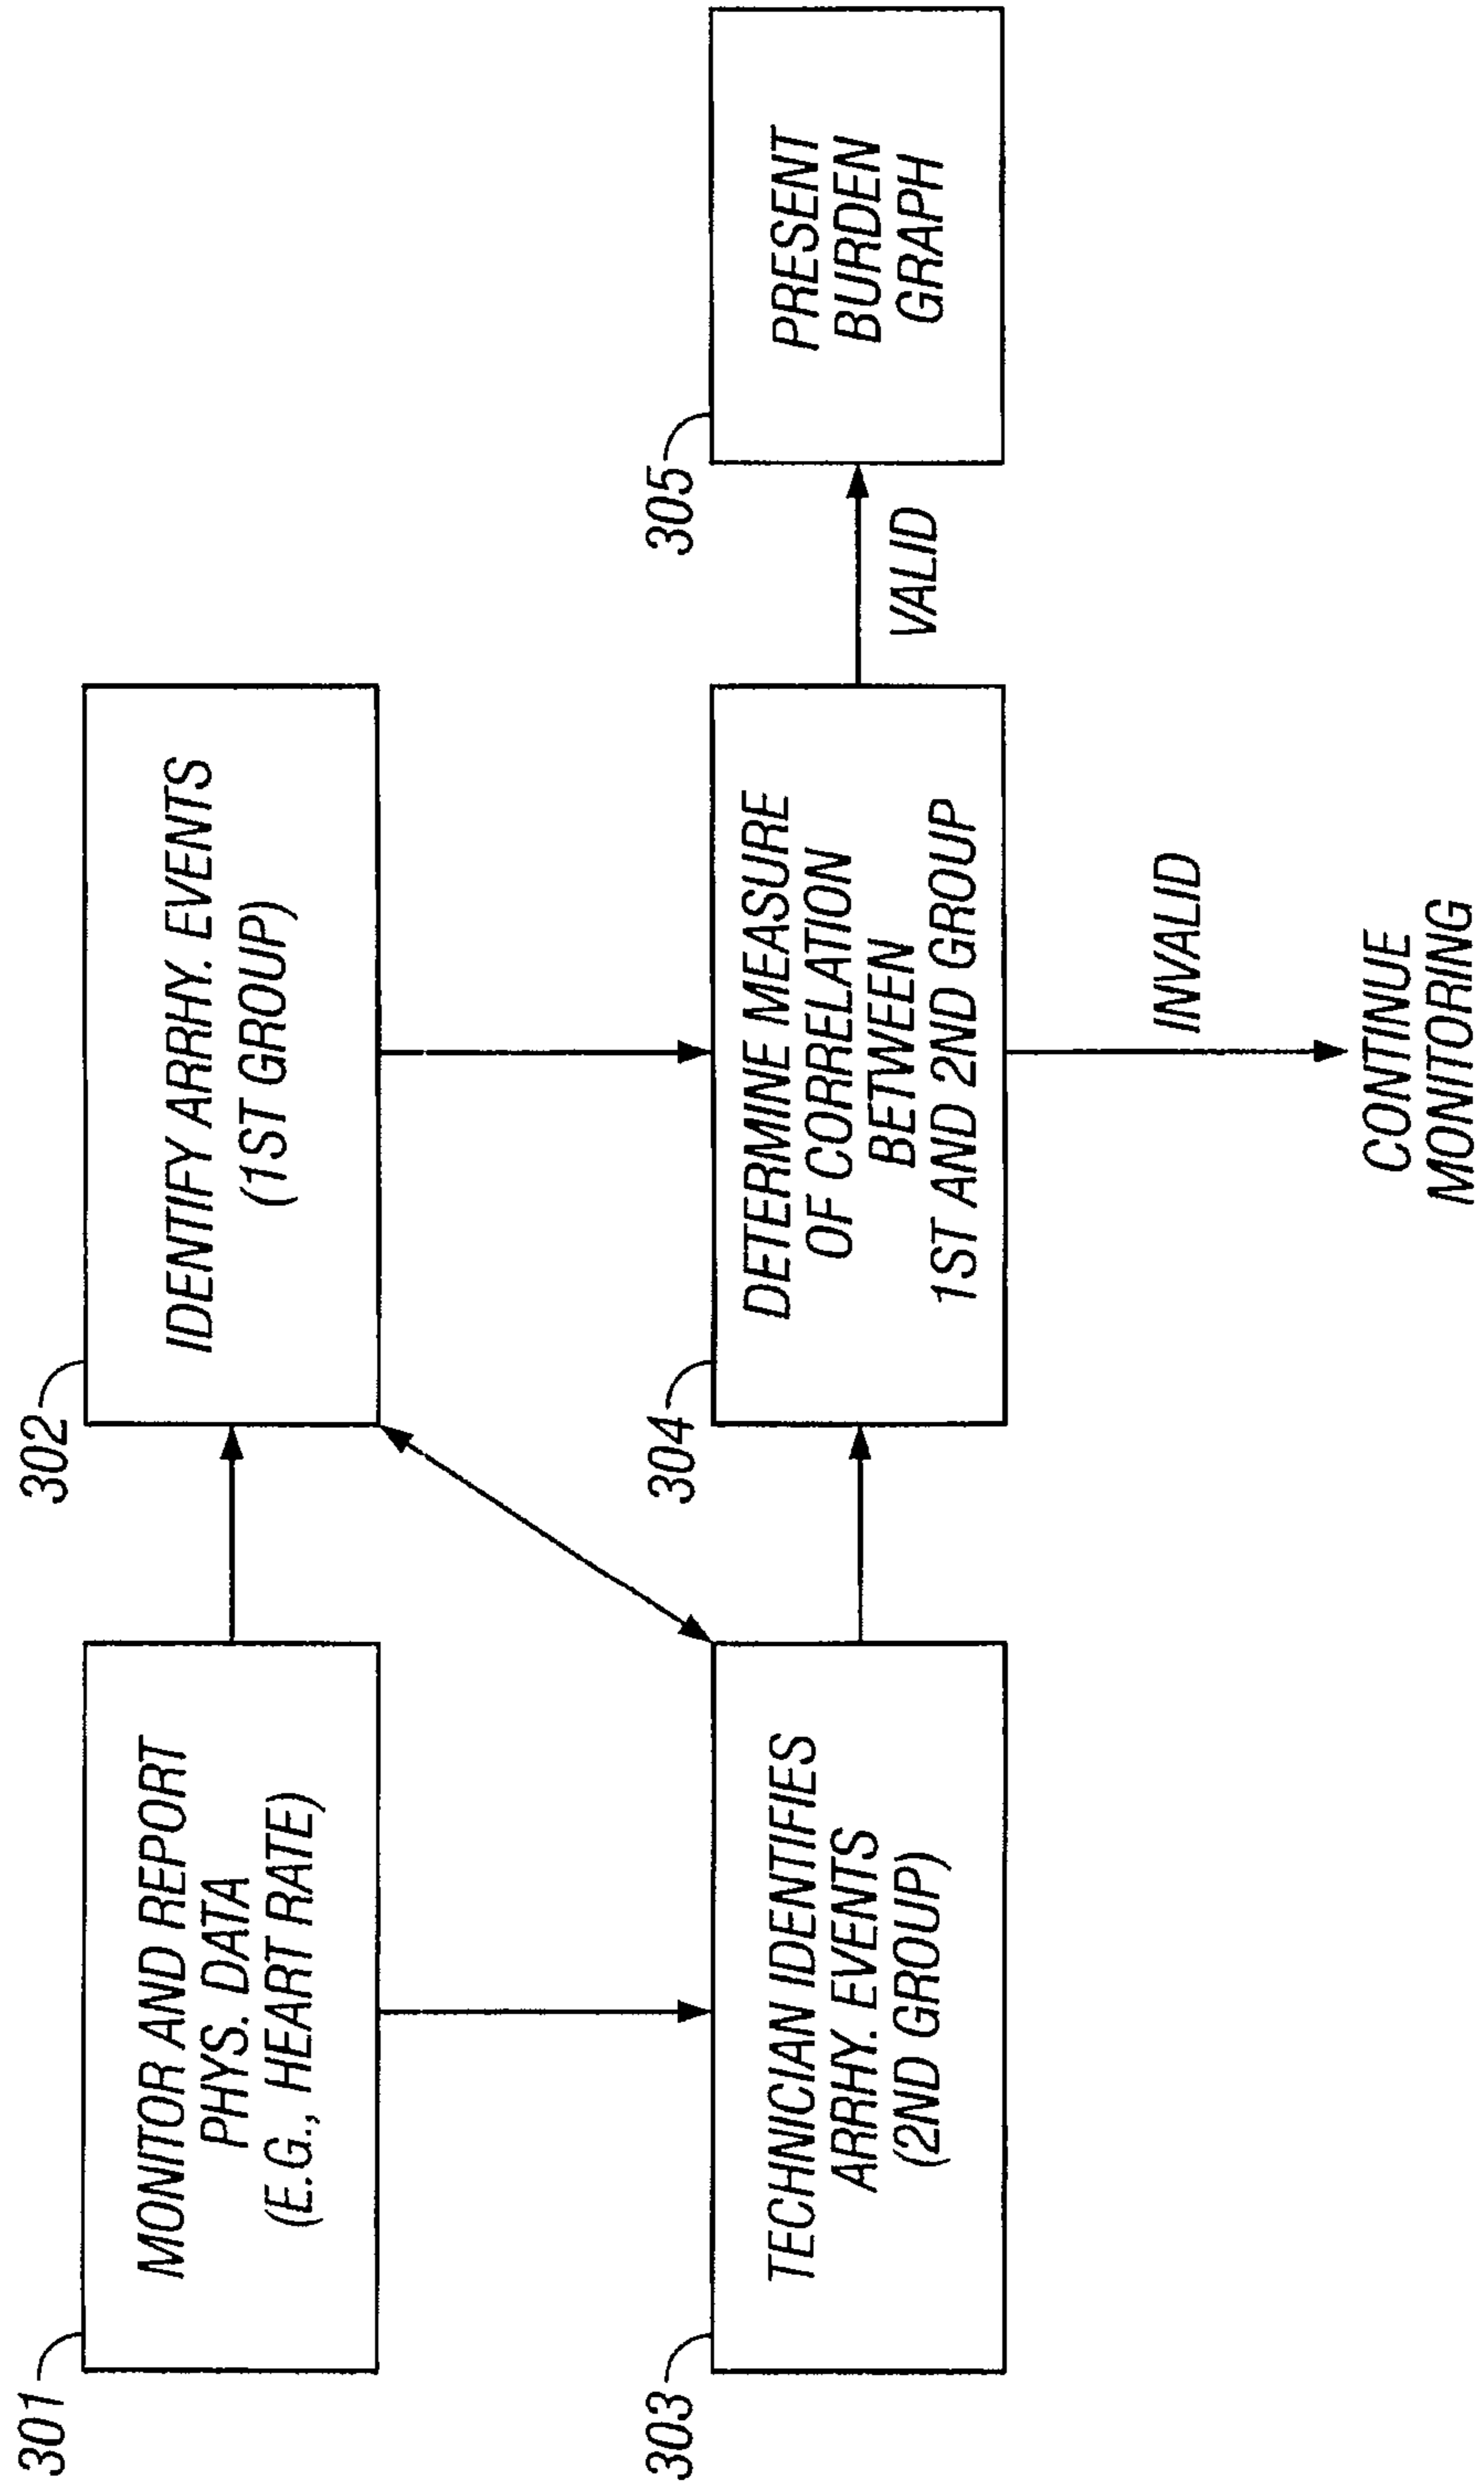 301
MONITOR AND REPORT
PHYS. DATA
(E.G., HEART RATE)
302
IDENTIFY ARRHY. EVENTS
(1ST GROUP)
303
TECHNICIAN IDENTIFIES
ARRHY. EVENTS
(2ND GROUP)
304
DETERMINE MEASURE
OF CORRELATION
BETWEEN
1ST AND 2ND GROUP
VALID
305
PRESENT
BURDEN
GRAPH
INVALID
CONTINUE
MONITORING